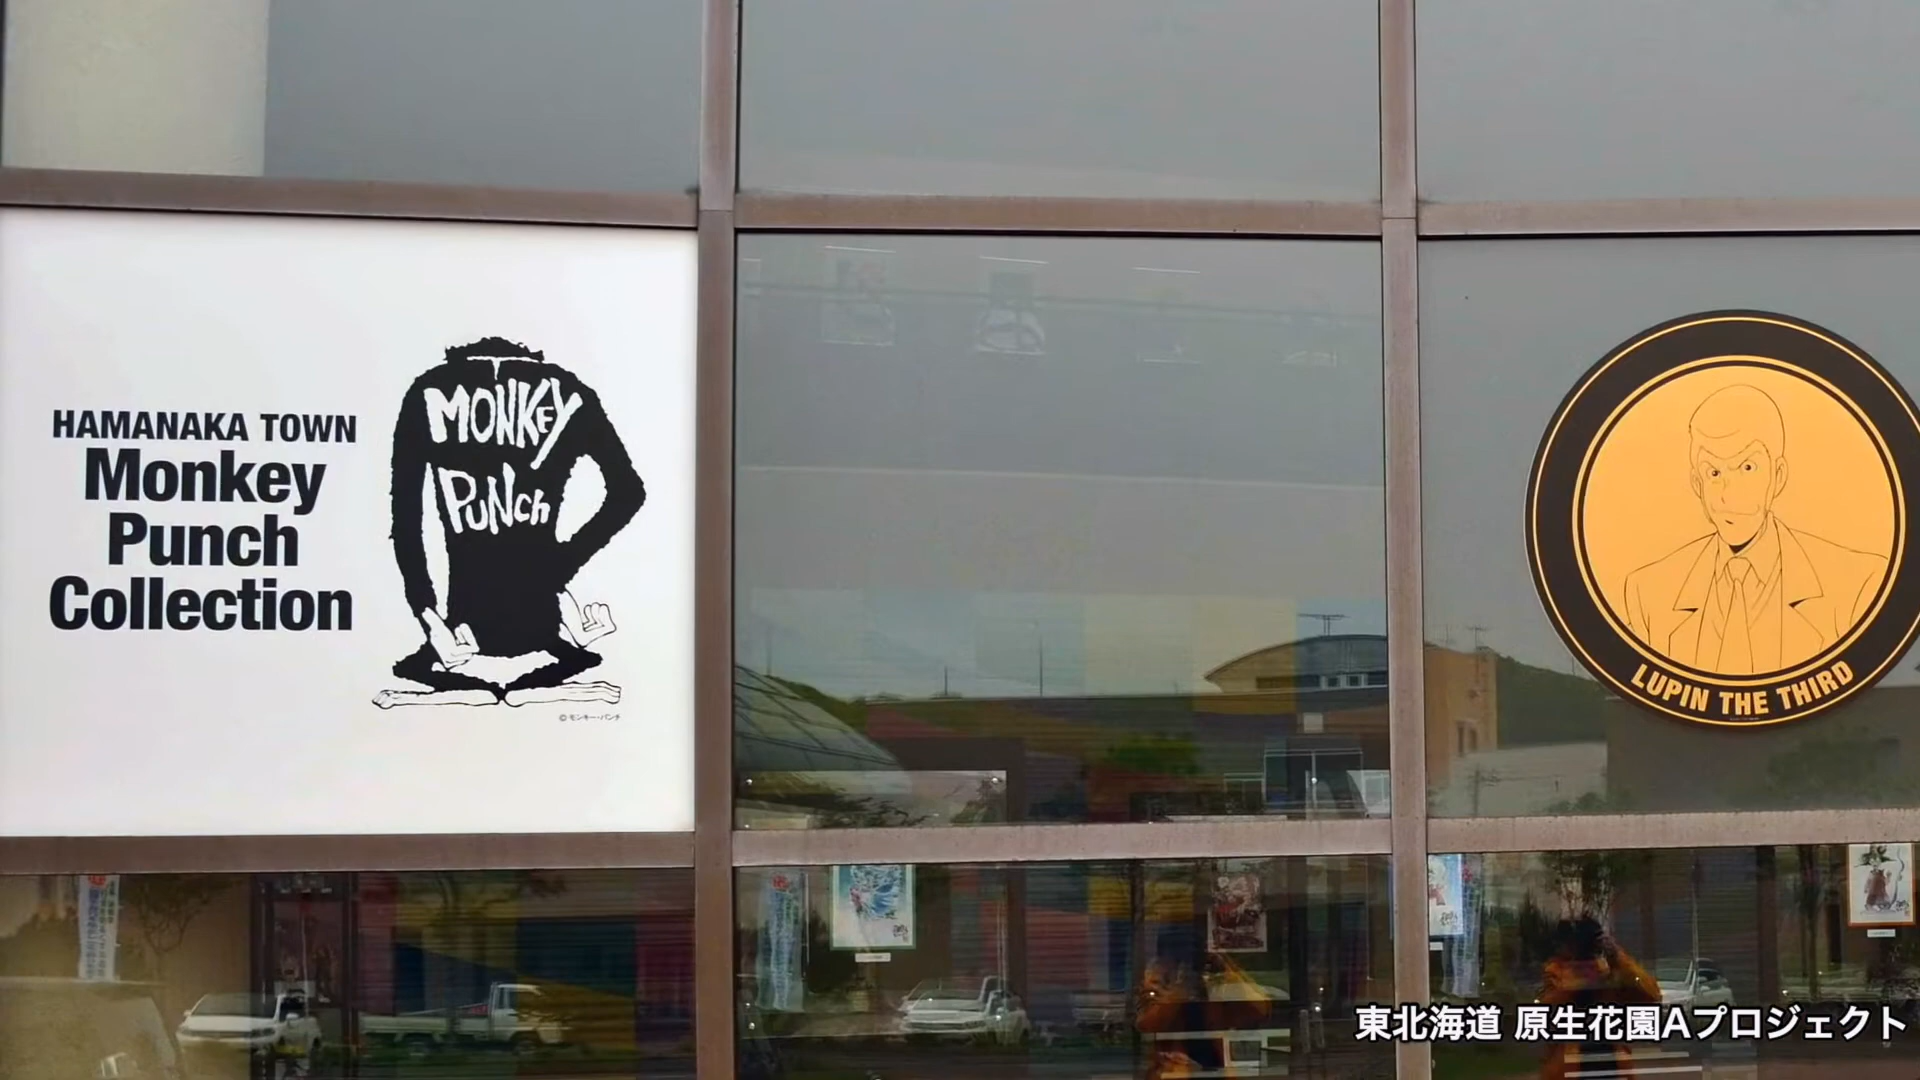 HAMANAKA TOWN
Monkey
Punch
Collection
MONKEY
PUNCh
©モンキー・パンチ
LUPIN THE THIRD
東北海道 原生花園Aプロジェクト